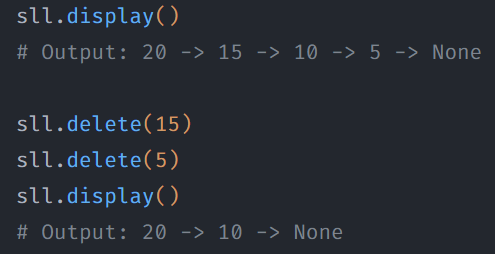 sll.display()
# Output: 20 -> 15 -> 10 -> 5 -> None
sll.delete(15)
sll.delete(5)
sll.display()
# Output: 20 -> 10 -> None